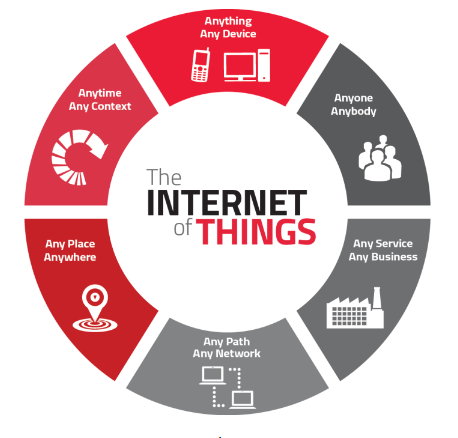 Anything
Any Device
Anyone
Anybody
Any Service
Any Business
Any Path
Any Network
Any Place
Anywhere
Anytime
Any Context
The
INTERNET
of THINGS